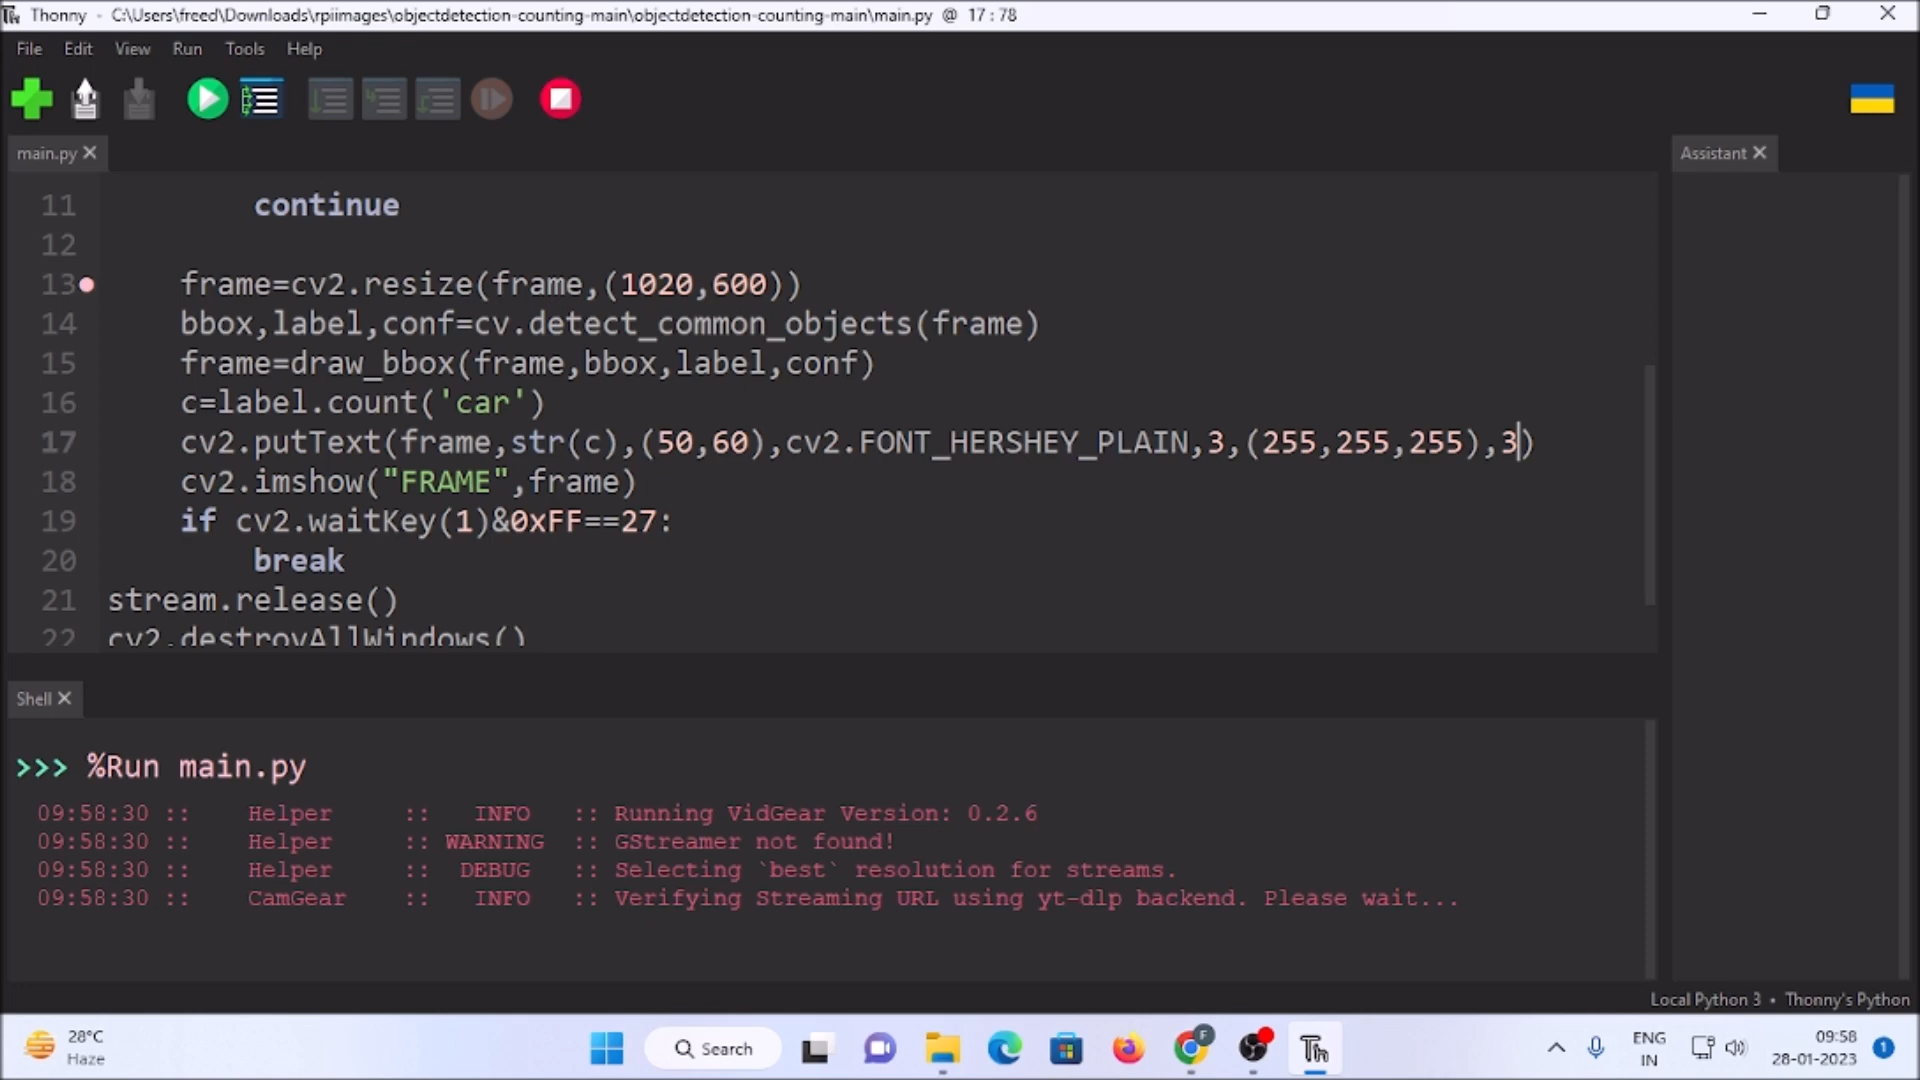 Thonny - C:\Users\freed\Downloads\rpiimages\objectdetection-counting-main\objectdetection-counting-main\main.py @ 17 : 78
File Edit View Run Tools Help
main.py
Assistant
11 continue
12
13 frame=cv2.resize(frame,(1020,600))
14 bbox,label,conf=cv.detect_common_objects(frame)
15 frame=draw_bbox(frame,bbox,label,conf)
16 c=label.count('car')
17 cv2.putText(frame,str(c),(50,60),cv2.FONT_HERSHEY_PLAIN,3,(255,255,255),3)
18 cv2.imshow("FRAME",frame)
19 if cv2.waitKey(1)&0xFF==27:
20 break
21 stream.release()
22 cv2.destroyAllWindows()
Shell
>>> %Run main.py
09:58:30 :: Helper :: INFO :: Running VidGear Version: 0.2.6
09:58:30 :: Helper :: WARNING :: GStreamer not found!
09:58:30 :: Helper :: DEBUG :: Selecting `best` resolution for streams.
09:58:30 :: CamGear :: INFO :: Verifying Streaming URL using yt-dlp backend. Please wait...
Local Python 3 • Thonny's Python
28°C
Haze
Search
F
Th
ENG
IN
09:58
28-01-2023
1